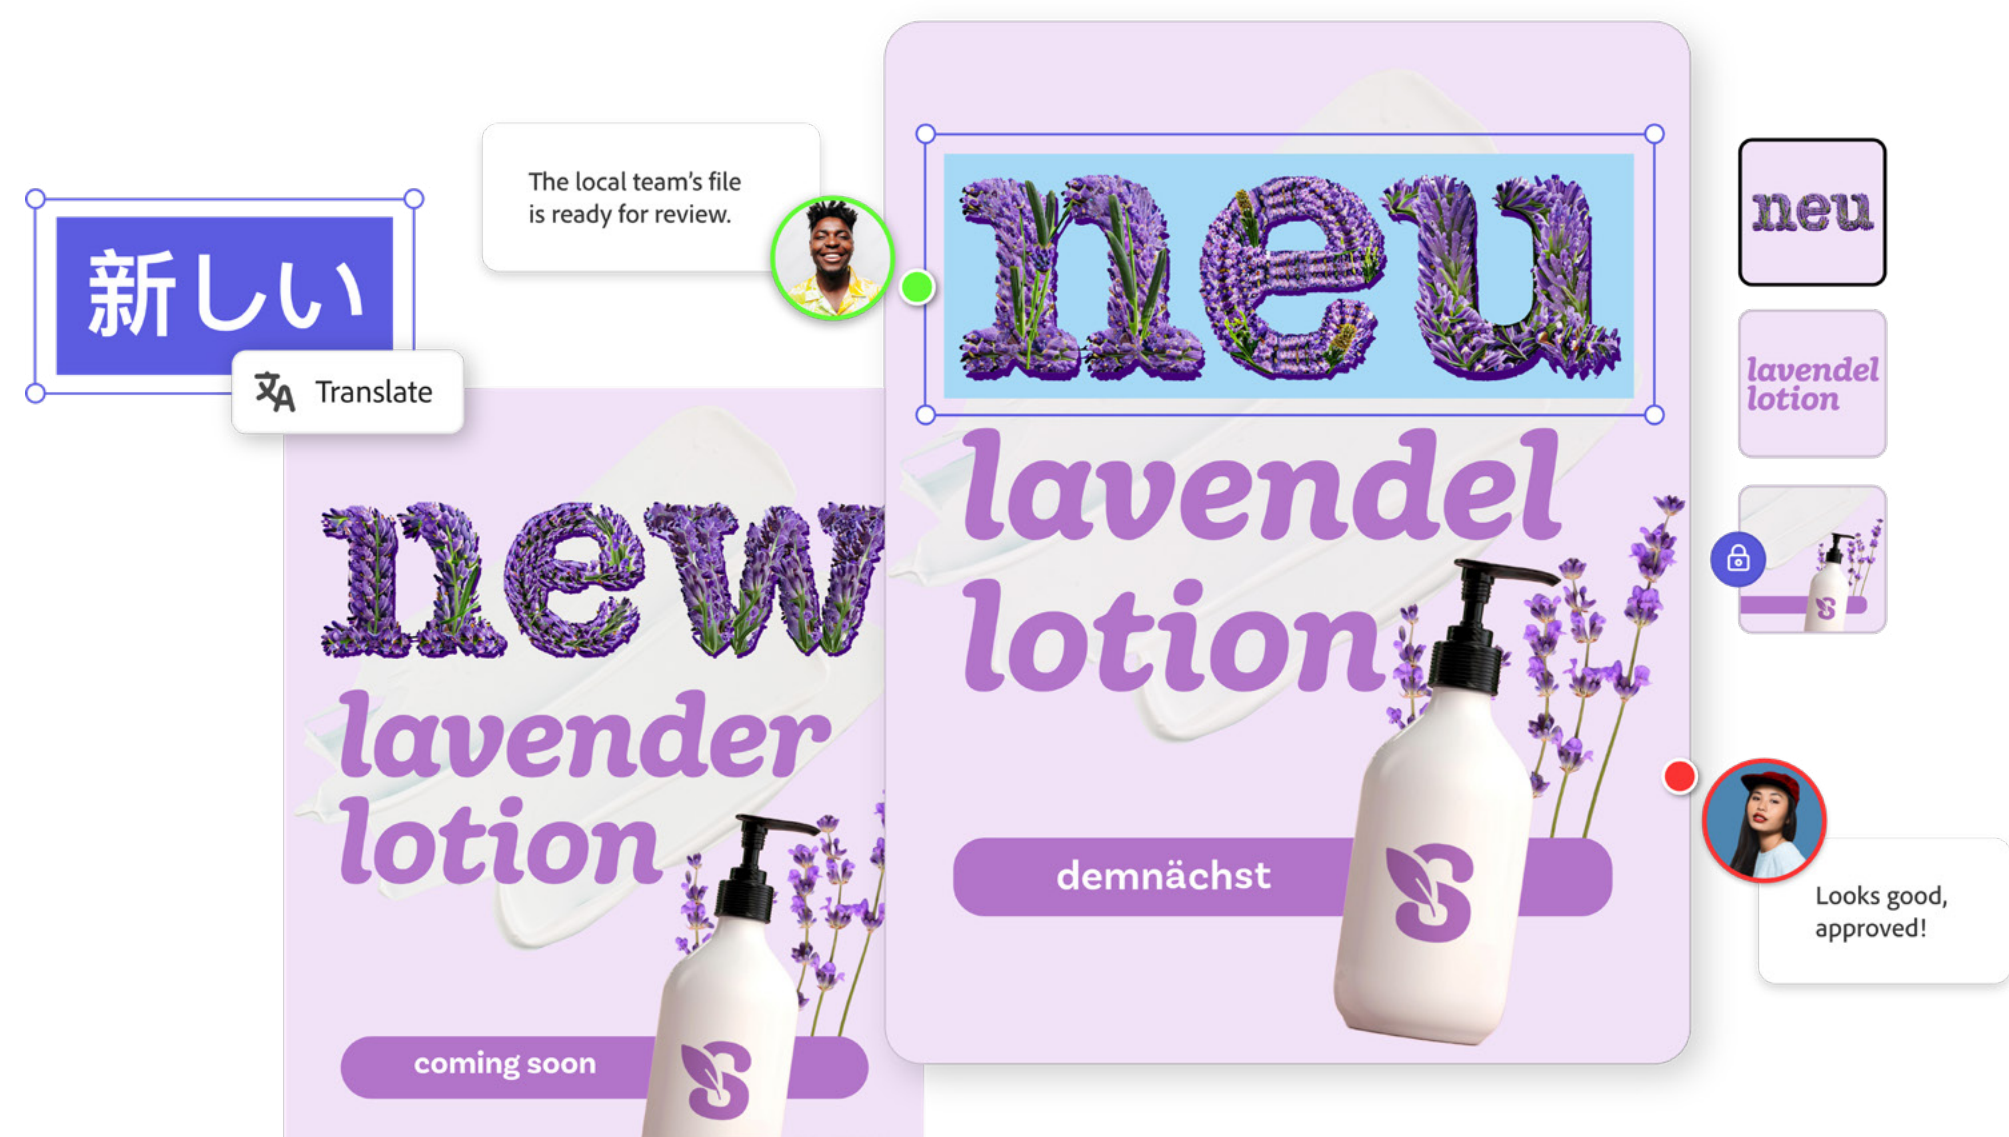 新しい
Translate
The local team's file
is ready for review.
new
lavender
lotion
coming soon
neu
lavendel
lotion
demnächst
S
S
neu
lavendel
lotion
S
Looks good,
approved!